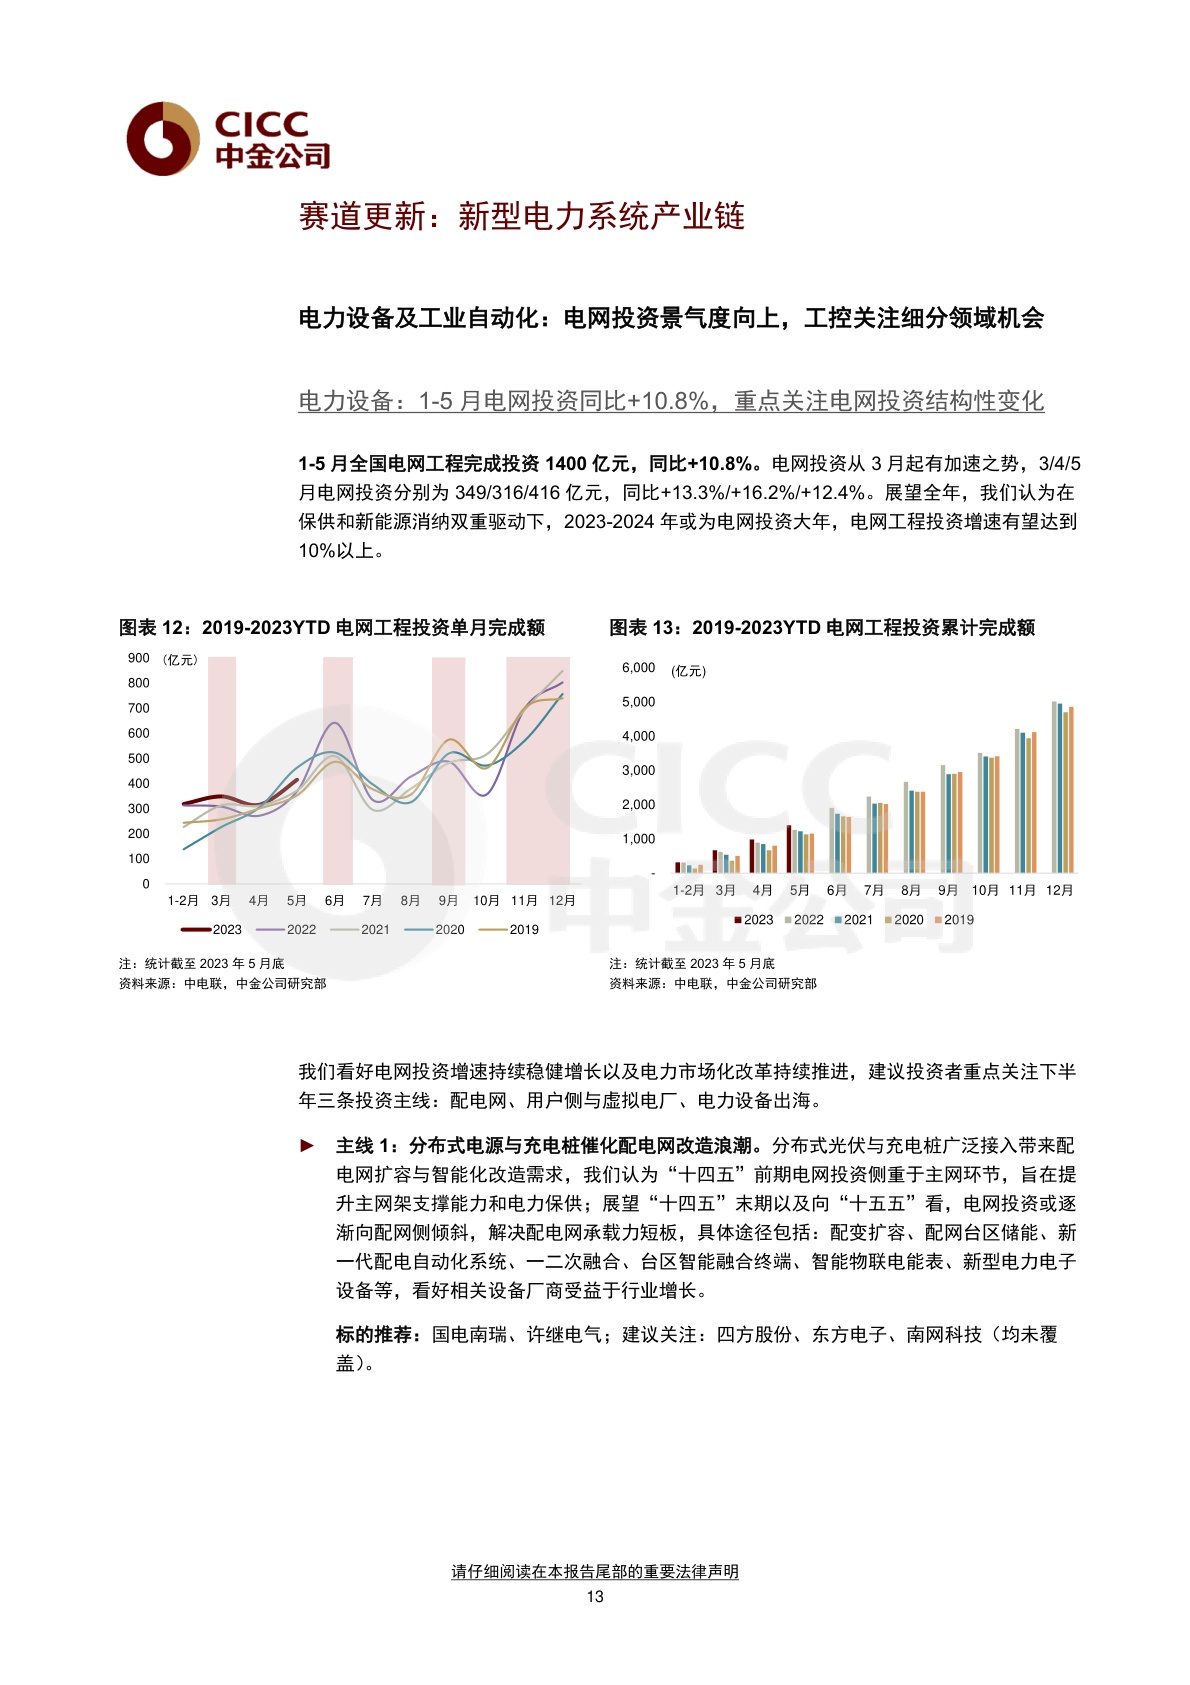 CICC
中金公司
赛道更新：新型电力系统产业链
电力设备及工业自动化：电网投资景气度向上，工控关注细分领域机会
电力设备：1-5 月电网投资同比+10.8%，重点关注电网投资结构性变化
1-5 月全国电网工程完成投资 1400 亿元，同比+10.8%。电网投资从 3 月起有加速之势，3/4/5
月电网投资分别为 349/316/416 亿元，同比+13.3%/+16.2%/+12.4%。展望全年，我们认为在
保供和新能源消纳双重驱动下，2023-2024 年或为电网投资大年，电网工程投资增速有望达到
10%以上。
图表 12：2019-2023YTD 电网工程投资单月完成额
900
（亿元）
800
700
600
500
400
300
200
100
0
1-2月 3月 4月 5月 6月 7月 8月 9月 10月 11月 12月
2023 2022 2021 2020 2019
注：统计截至 2023 年 5 月底
资料来源：中电联，中金公司研究部
图表 13：2019-2023YTD 电网工程投资累计完成额
6,000
(亿元)
5,000
4,000
3,000
2,000
1,000
-
1-2月 3月 4月 5月 6月 7月 8月 9月 10月 11月 12月
2023 2022 2021 2020 2019
注：统计截至 2023 年 5 月底
资料来源：中电联，中金公司研究部
CICC
中金公司
我们看好电网投资增速持续稳健增长以及电力市场化改革持续推进，建议投资者重点关注下半
年三条投资主线：配电网、用户侧与虚拟电厂、电力设备出海。
► 主线 1：分布式电源与充电桩催化配电网改造浪潮。分布式光伏与充电桩广泛接入带来配
电网扩容与智能化改造需求，我们认为“十四五”前期电网投资侧重于主网环节，旨在提
升主网架支撑能力和电力保供；展望“十四五”末期以及向“十五五”看，电网投资或逐
渐向配网侧倾斜，解决配电网承载力短板，具体途径包括：配变扩容、配网台区储能、新
一代配电自动化系统、一二次融合、台区智能融合终端、智能物联电能表、新型电力电子
设备等，看好相关设备厂商受益于行业增长。
标的推荐：国电南瑞、许继电气；建议关注：四方股份、东方电子、南网科技（均未覆
盖）。
请仔细阅读在本报告尾部的重要法律声明
13